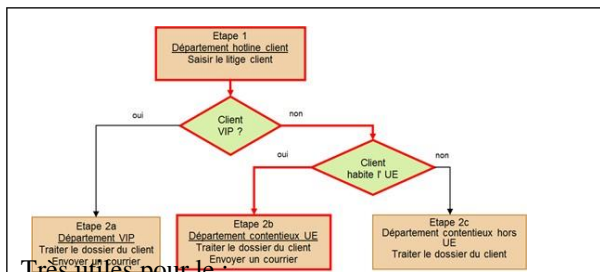 Etape 1
Département hotline client
Saisir le litige client
oui
Client
VIP ?
non
oui
Client
habite l' UE
non
Etape 2a
Département VIP
Traiter le dossier du client
Envoyer un courrier
Etape 2b
Département contentieux UE
Traiter le dossier du client
Envoyer un courrier
Etape 2c
Département contentieux hors
UE
Traiter le dossier du client
Très utiles pour le :